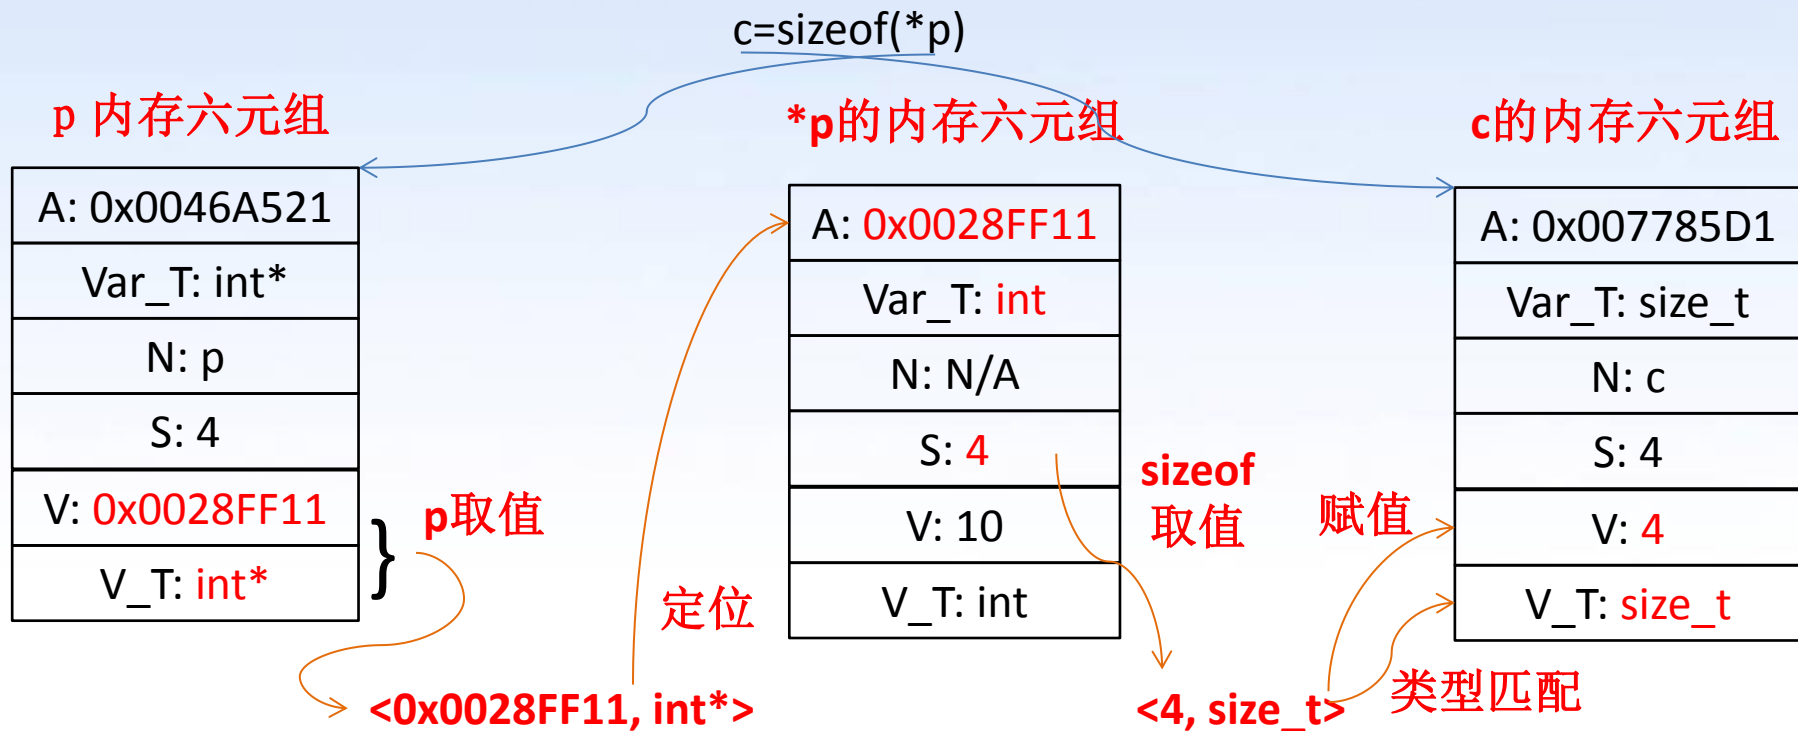 c=sizeof(*p)
p 内存六元组
A: 0x0046A521
Var_T: int*
N: p
S: 4
V: 0x0028FF11
V_T: int*
}
p取值
<0x0028FF11, int*>
定位
*p的内存六元组
A: 0x0028FF11
Var_T: int
N: N/A
S: 4
V: 10
V_T: int
sizeof
取值
<4, size_t>
赋值
类型匹配
c的内存六元组
A: 0x007785D1
Var_T: size_t
N: c
S: 4
V: 4
V_T: size_t